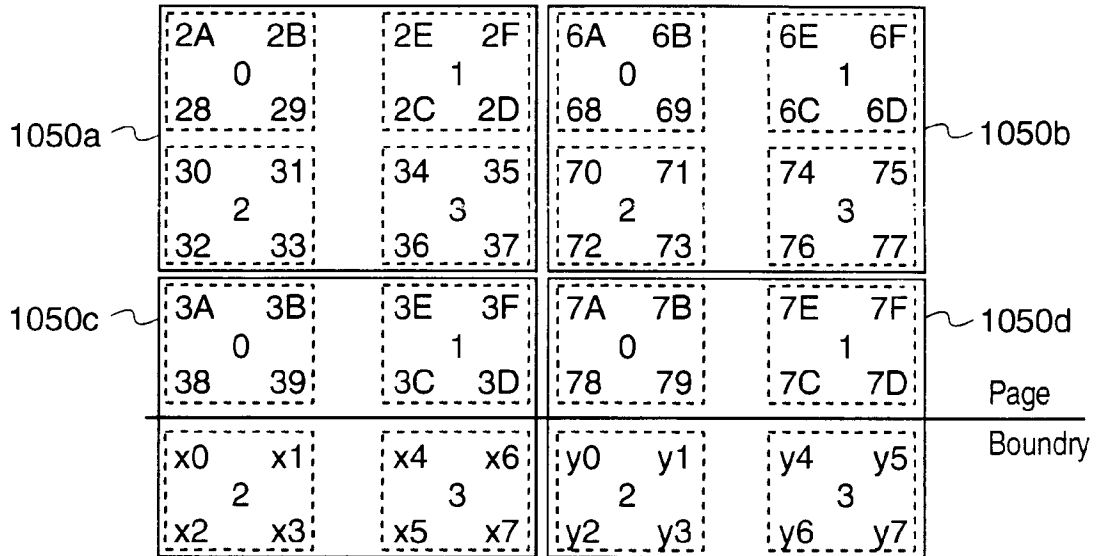 2A 2B 2E 2F 6A 6B 6E 6F
0 1 0 1
28 29 2C 2D 68 69 6C 6D
1050a 1050b
30 31 34 35 70 71 74 75
2 3 2 3
32 33 36 37 72 73 76 77
3A 3B 3E 3F 7A 7B 7E 7F
1050c 1050d
0 1 0 1
38 39 3C 3D 78 79 7C 7D
Page
Boundry
x0 x1 x4 x6 y0 y1 y4 y5
2 3 2 3
x2 x3 x5 x7 y2 y3 y6 y7